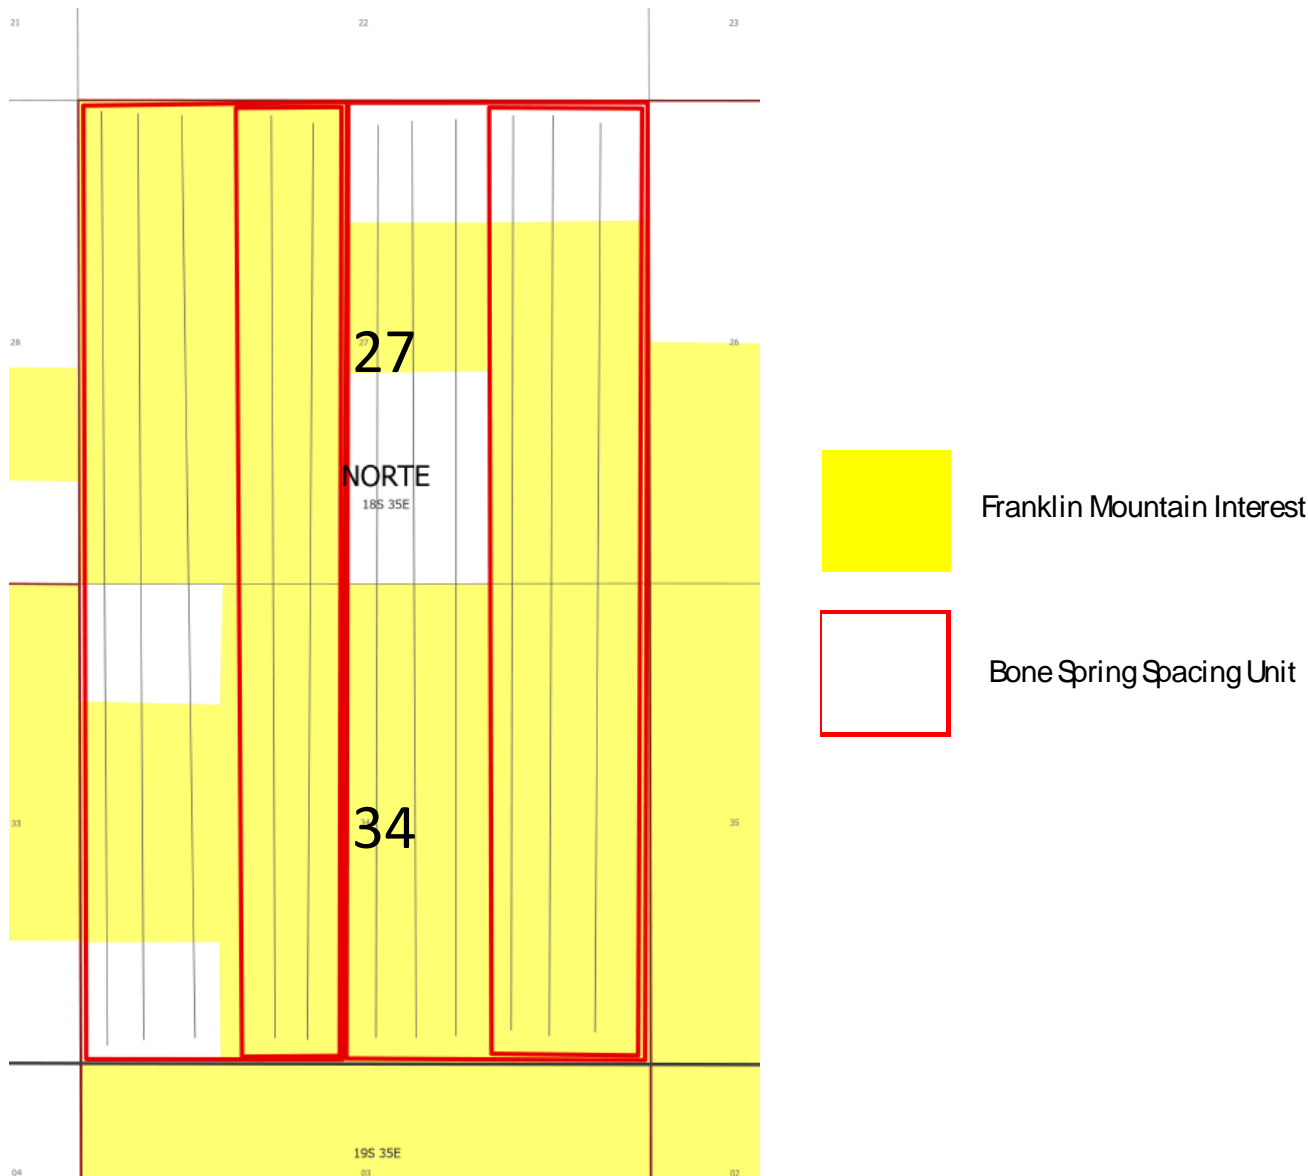 21 22 23
28 27 27 26
NORTE
18S 35E
Franklin Mountain Interest
Bone Spring Spacing Unit
33 34 35
19S 35E
04 03 02